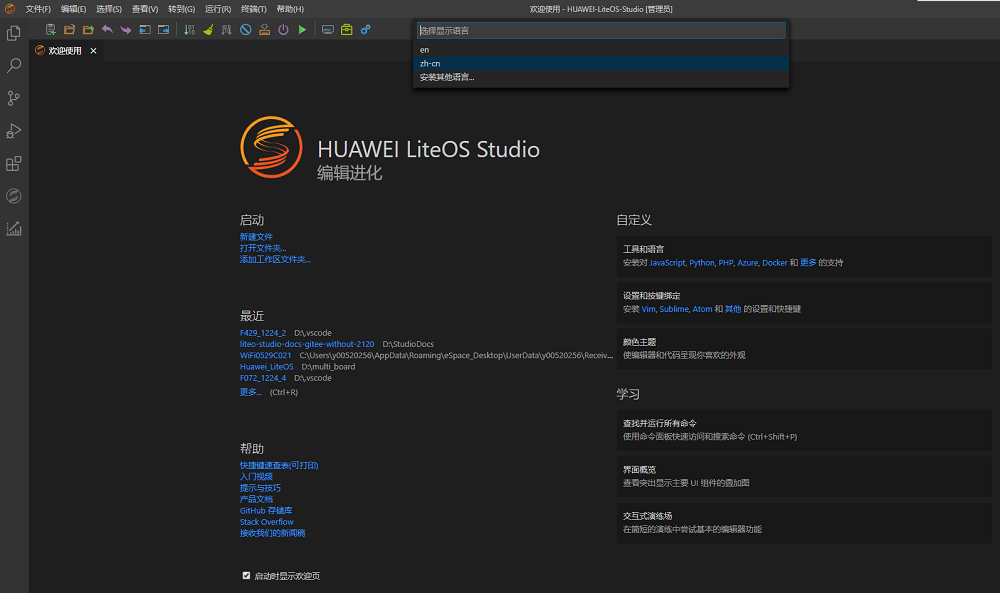 文件(F) 编辑(E) 选择(S) 查看(V) 转到(G) 运行(R) 终端(T) 帮助(H) 欢迎使用 - HUAWEI-LiteOS-Studio [管理员]
选择显示语言
en
zh-cn
安装其他语言...
欢迎使用
HUAWEI LiteOS Studio
编辑进化
启动
新建文件
打开文件夹...
添加工作区文件夹...
最近
F429_1224_2 D:\.vscode
liteo-studio-docs-gitee-without-2120 D:\StudioDocs
WiFi0529C021 C:\Users\y00520256\AppData\Roaming\eSpace_Desktop\UserData\y00520256\Receiv...
Huawei_LiteOS D:\multi_board
F072_1224_4 D:\.vscode
更多... (Ctrl+R)
帮助
快捷键速查表(可打印)
入门视频
提示与技巧
产品文档
GitHub 存储库
Stack Overflow
接收我们的新闻稿
启动时显示欢迎页
自定义
工具和语言
安装对 JavaScript, Python, PHP, Azure, Docker 和 更多 的支持
设置和按键绑定
安装 Vim, Sublime, Atom 和 其他 的设置和快捷键
颜色主题
使编辑器和代码呈现你喜欢的外观
学习
查找并运行所有命令
使用命令面板快速访问和搜索命令 (Ctrl+Shift+P)
界面概览
查看突出显示主要 UI 组件的叠加图
交互式演练场
在简短的演练中尝试基本的编辑器功能